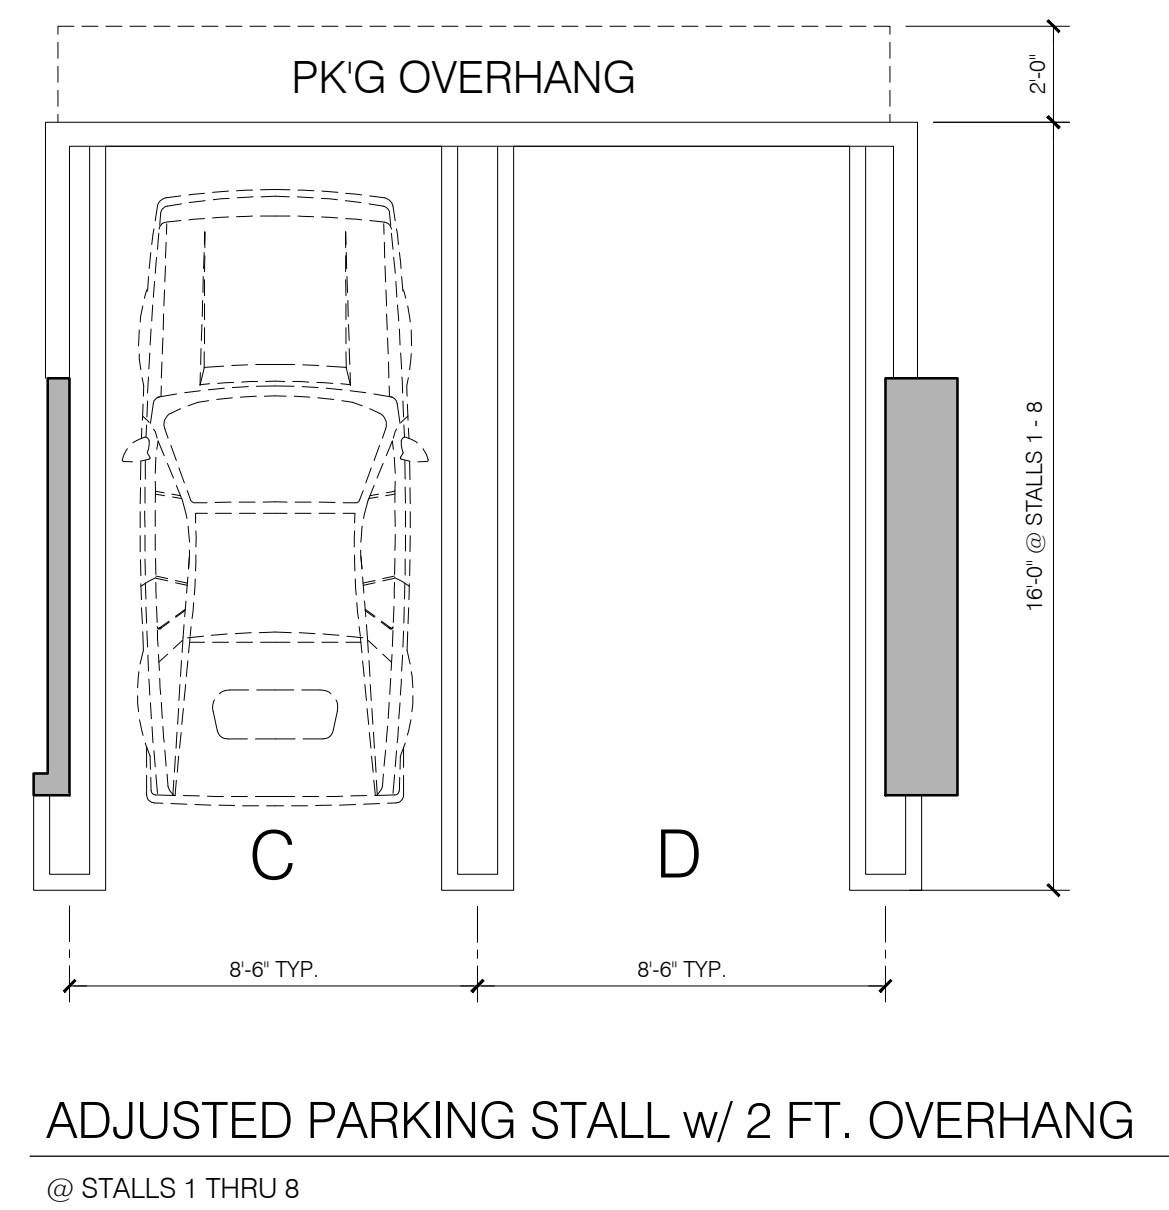 PK'G OVERHANG
2'-0"
16'-0" @ STALLS 1 - 8
C
D
8'-6" TYP.
8'-6" TYP.
ADJUSTED PARKING STALL w/ 2 FT. OVERHANG
@ STALLS 1 THRU 8